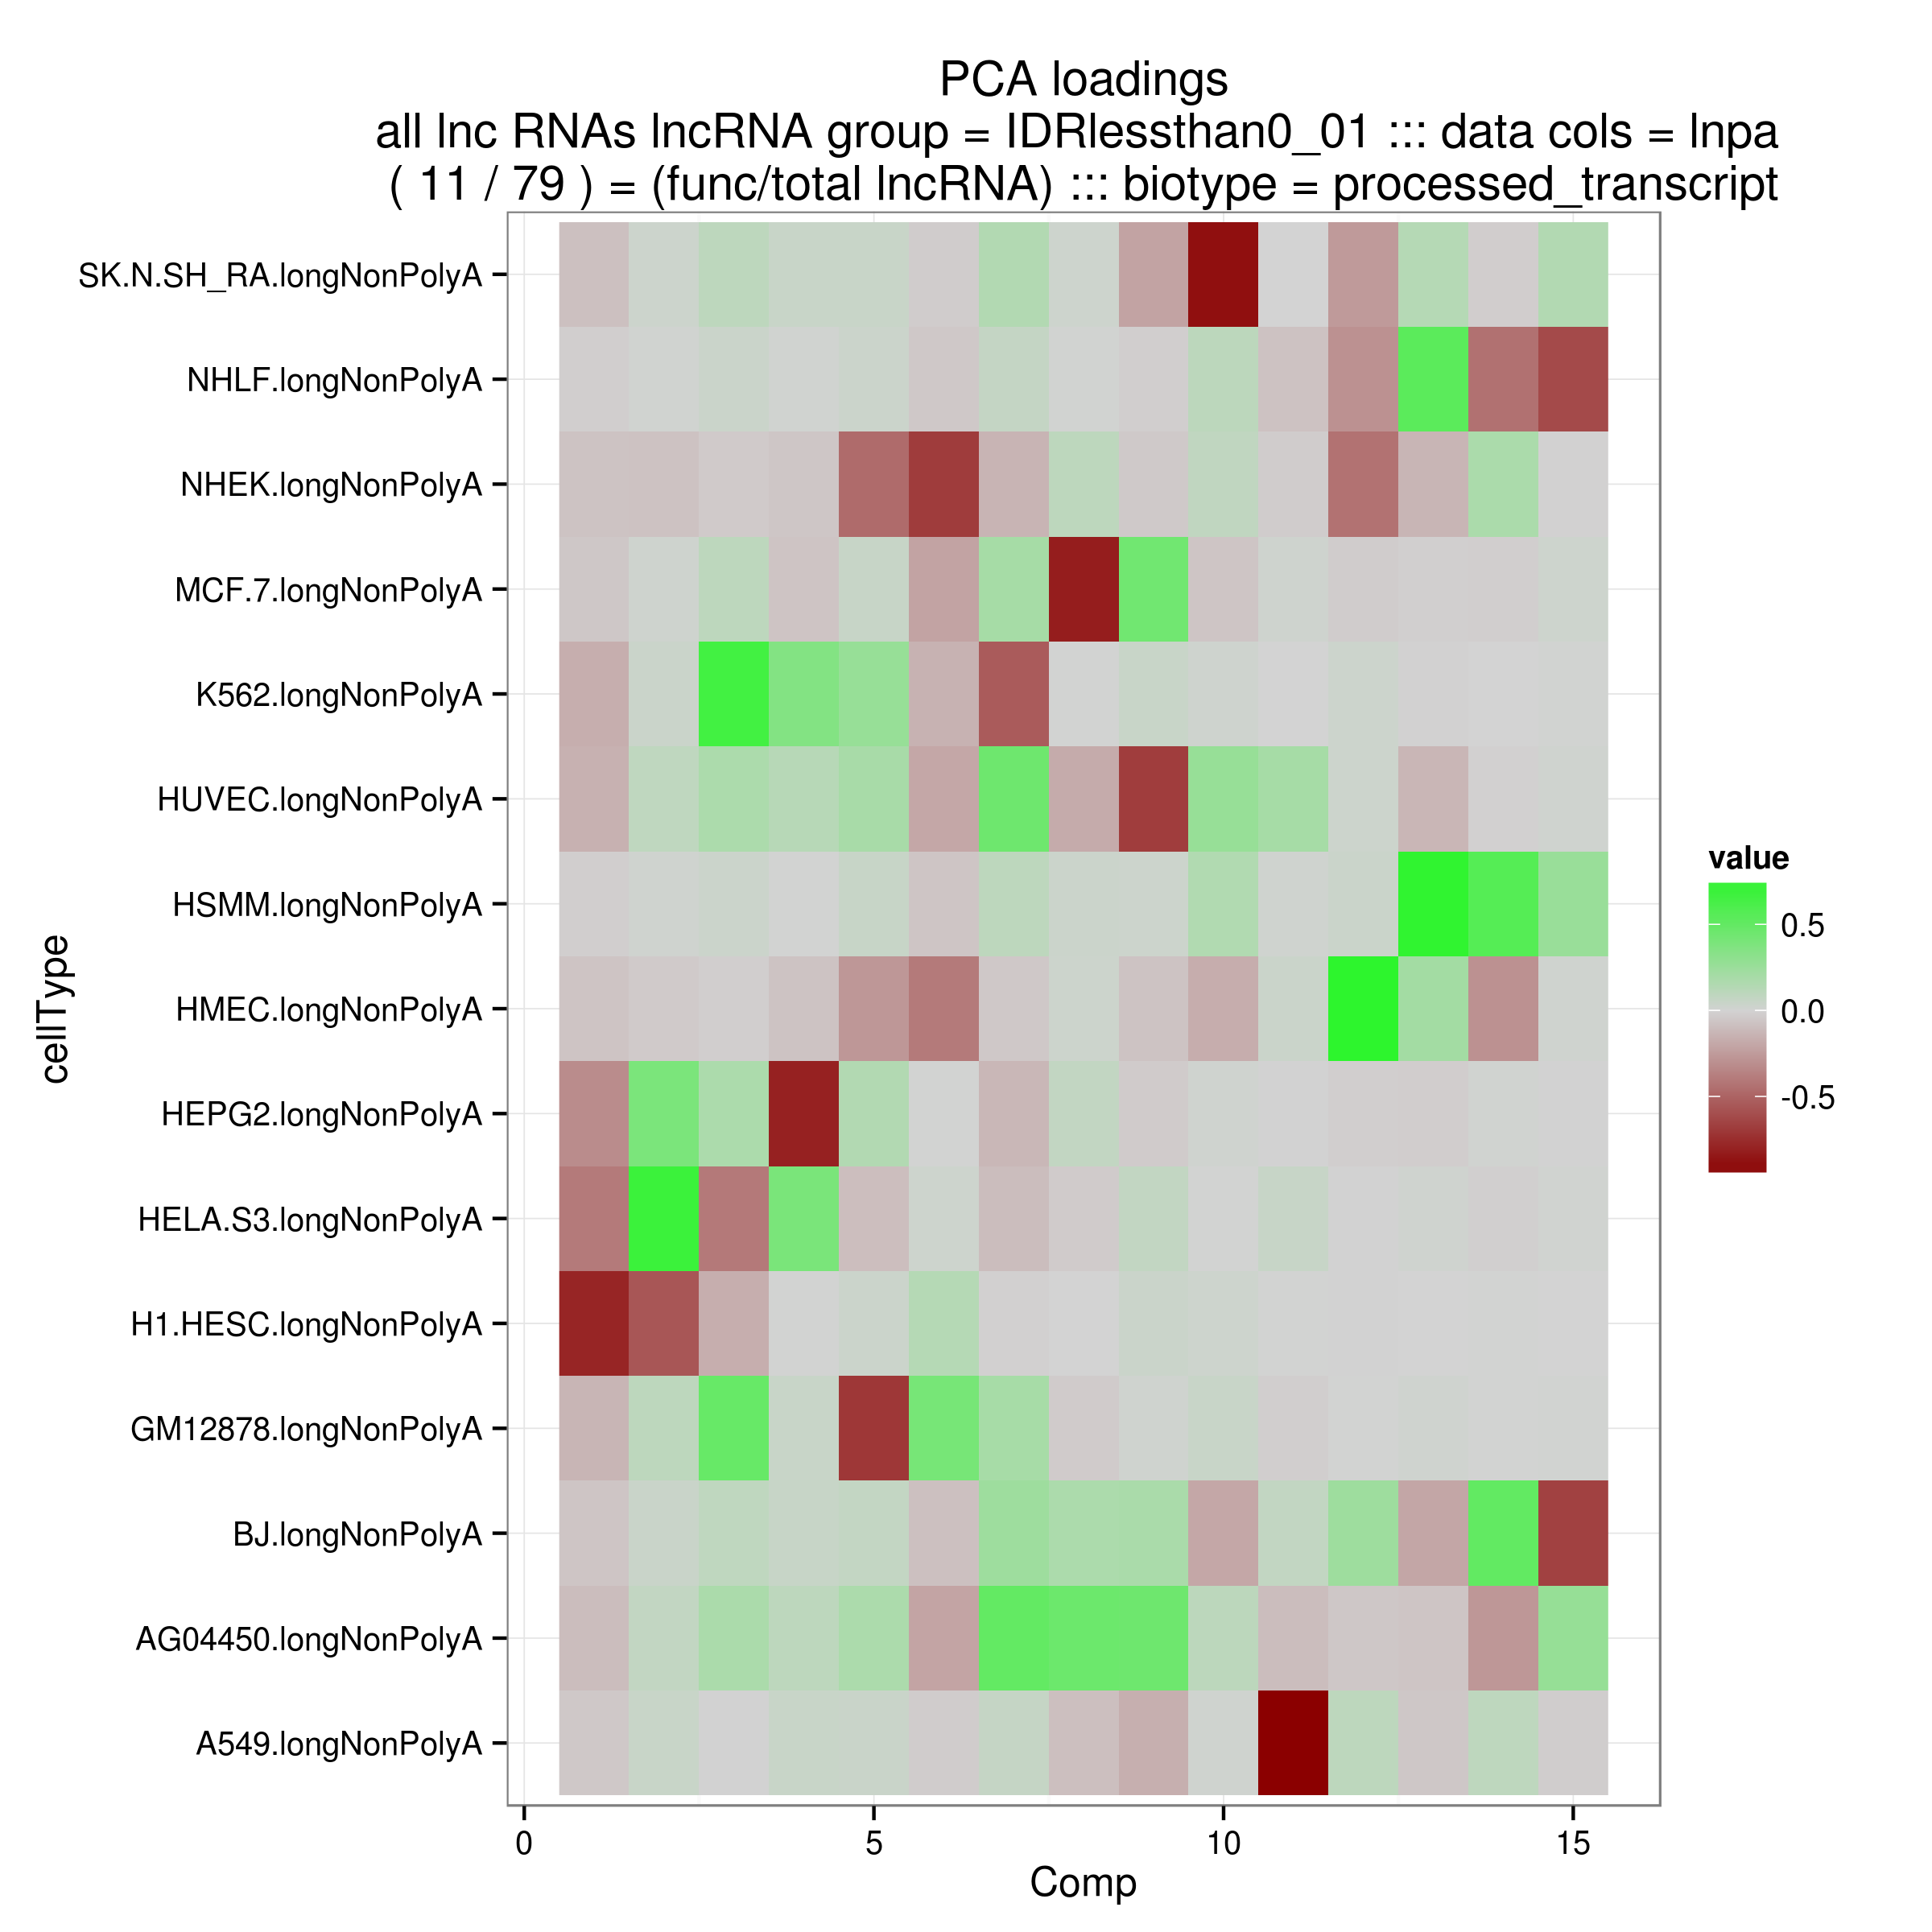 PCA loadings
all lnc RNAs lncRNA group = IDRlessthan0_01 ::: data cols = lnpa
( 11 / 79 ) = (func/total lncRNA) ::: biotype = processed_transcript
SK.N.SH_RA.longNonPolyA
NHLF.longNonPolyA
NHEK.longNonPolyA
MCF.7.longNonPolyA
K562.longNonPolyA
HUVEC.longNonPolyA
HSMM.longNonPolyA
HMEC.longNonPolyA
HEPG2.longNonPolyA
HELA.S3.longNonPolyA
H1.HESC.longNonPolyA
GM12878.longNonPolyA
BJ.longNonPolyA
AG04450.longNonPolyA
A549.longNonPolyA
cellType
0 5 10 15
Comp
value
0.5
0.0
-0.5